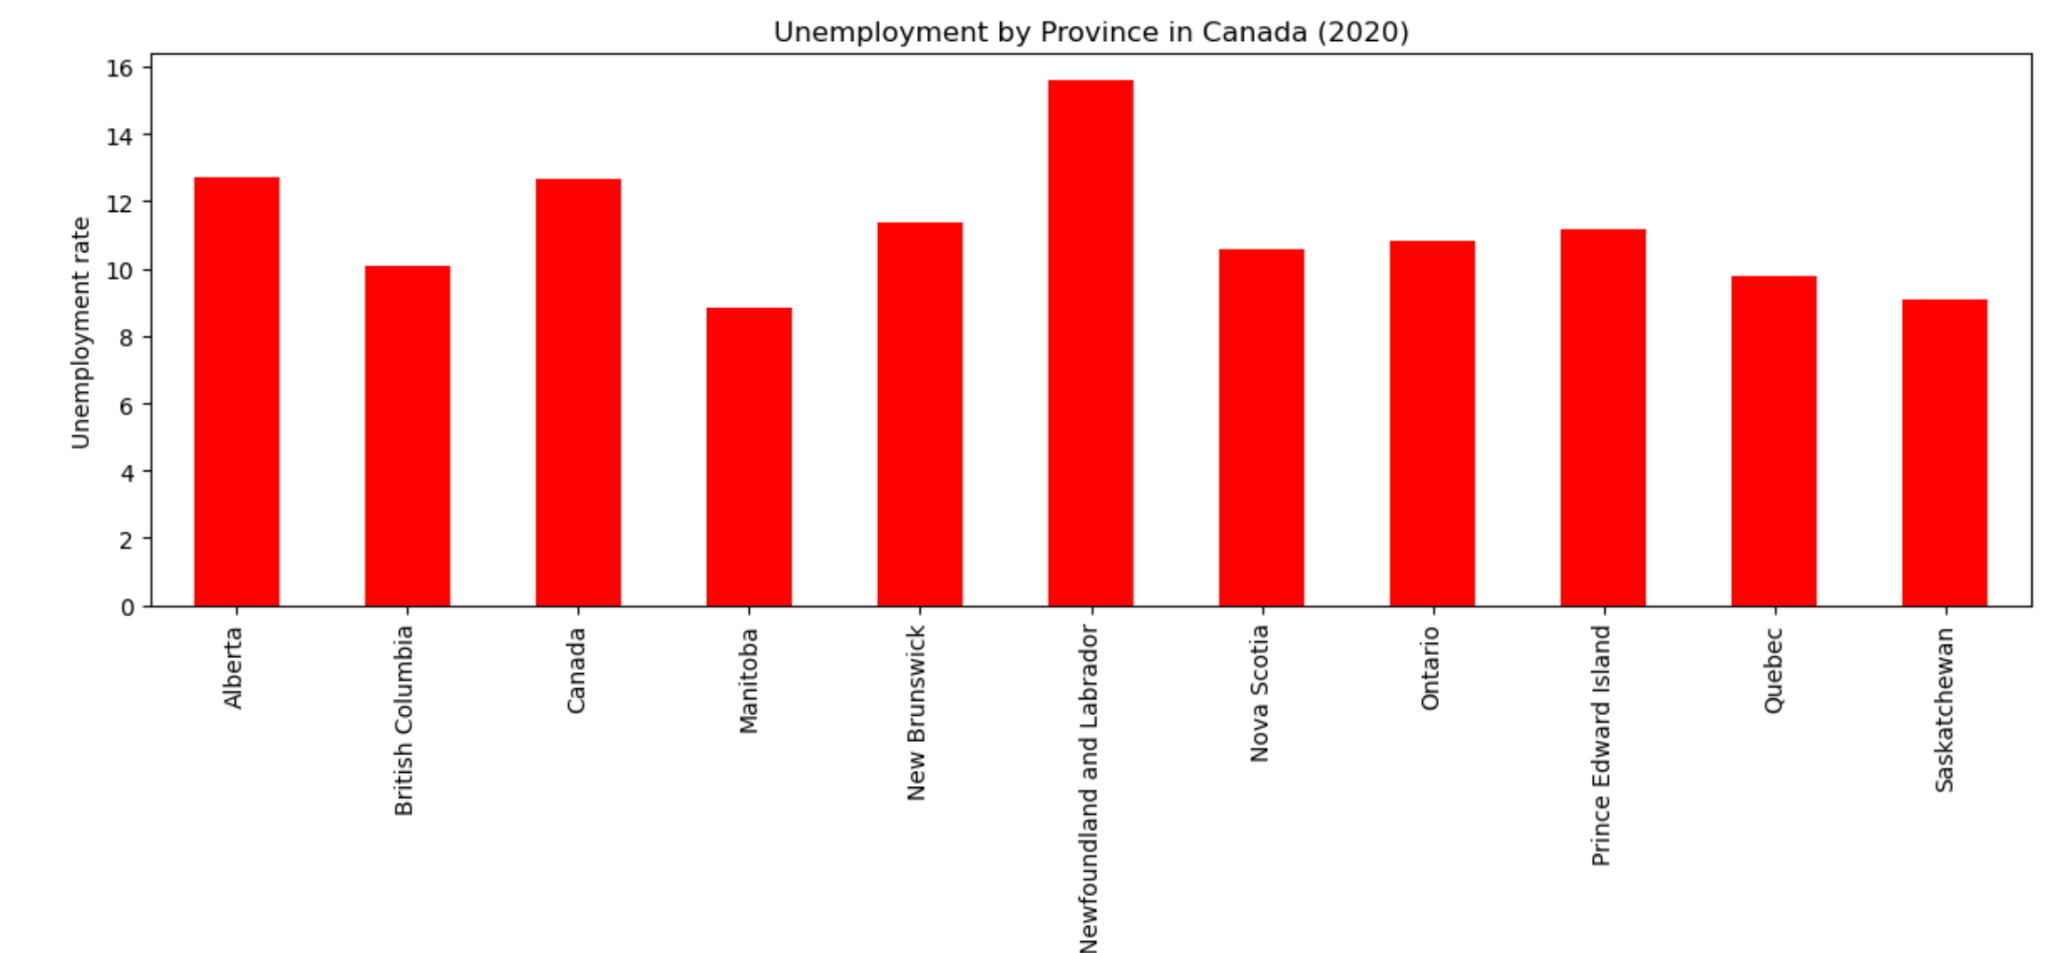 Unemployment by Province in Canada (2020)
Unemployment rate
16
14
12
10
8
6
4
2
0
Alberta
British Columbia
Canada
Manitoba
New Brunswick
Newfoundland and Labrador
Nova Scotia
Ontario
Prince Edward Island
Quebec
Saskatchewan